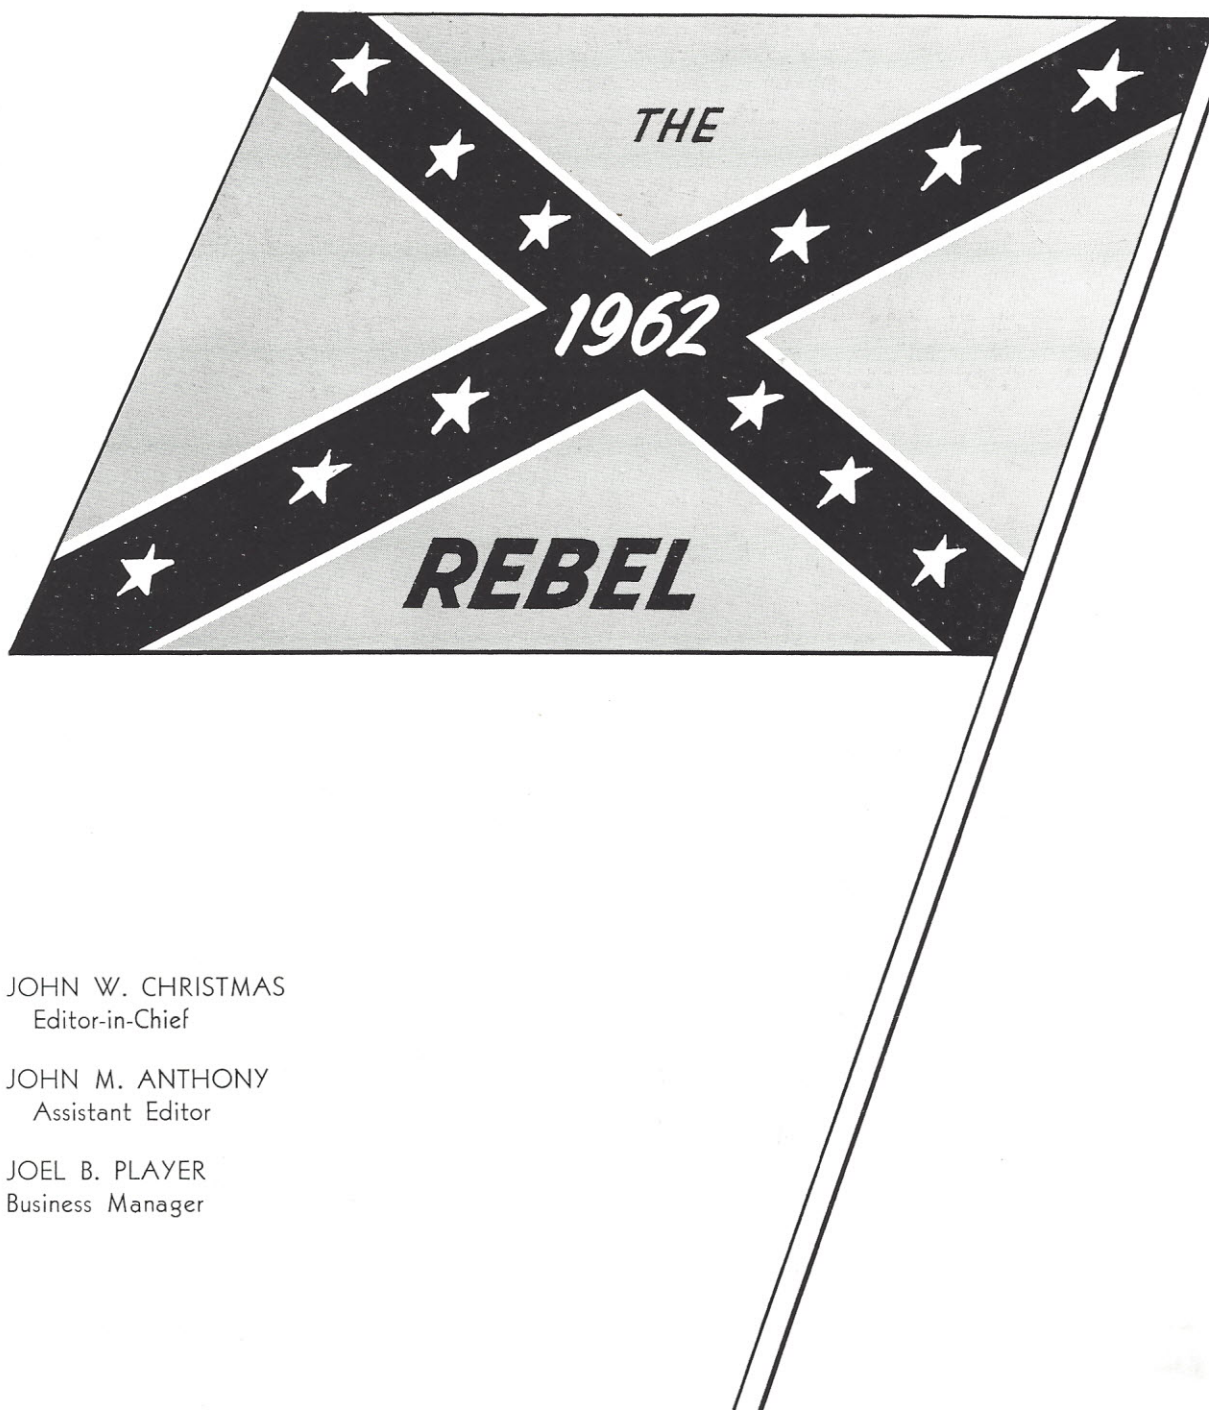 THE
1962
REBEL
JOHN W. CHRISTMAS
Editor-in-Chief
JOHN M. ANTHONY
Assistant Editor
JOEL B. PLAYER
Business Manager